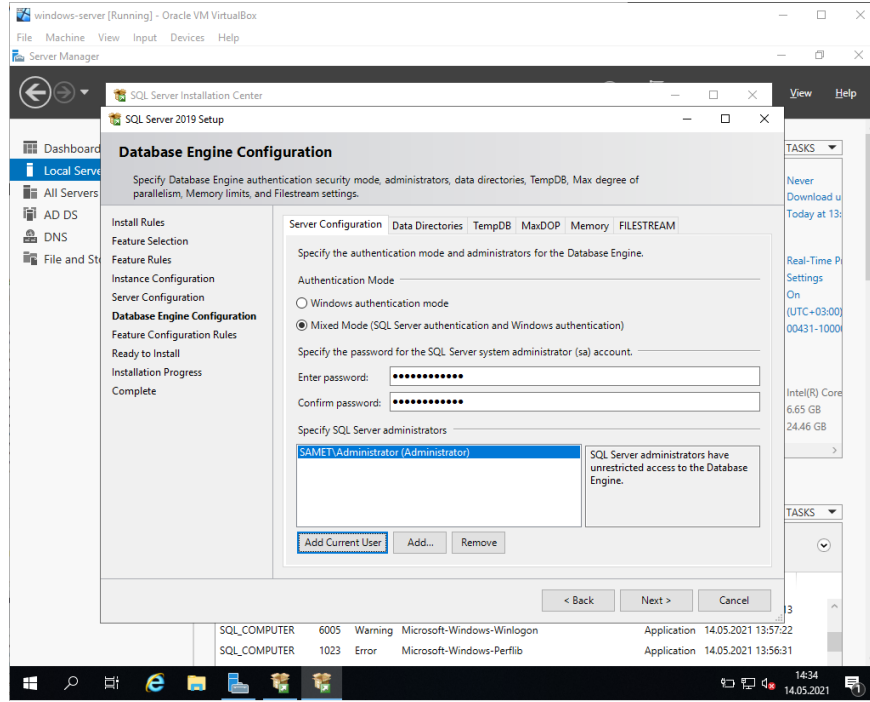 windows-server [Running] - Oracle VM VirtualBox
File Machine View Input Devices Help
Server Manager
SQL Server Installation Center
View Help
SQL Server 2019 Setup
Database Engine Configuration
Specify Database Engine authentication security mode, administrators, data directories, TempDB, Max degree of
parallelism, Memory limits, and Filestream settings.
Dashboard
Local Serve
All Servers
AD DS
DNS
File and Sto
Install Rules
Feature Selection
Feature Rules
Instance Configuration
Server Configuration
Database Engine Configuration
Feature Configuration Rules
Ready to Install
Installation Progress
Complete
Server Configuration Data Directories TempDB MaxDOP Memory FILESTREAM
Specify the authentication mode and administrators for the Database Engine.
Authentication Mode
Windows authentication mode
Mixed Mode (SQL Server authentication and Windows authentication)
Specify the password for the SQL Server system administrator (sa) account.
Enter password: ●●●●●●●●●●●●
Confirm password: ●●●●●●●●●●●●
Specify SQL Server administrators
SAMET\Administrator (Administrator)
SQL Server administrators have
unrestricted access to the Database
Engine.
Add Current User Add... Remove
< Back Next > Cancel
TASKS
Never
Download u
Today at 13:
Real-Time P
Settings
On
(UTC+03:00)
00431-1000
Intel(R) Core
6.65 GB
24.46 GB
TASKS
13
SQL_COMPUTER 6005 Warning Microsoft-Windows-Winlogon Application 14.05.2021 13:57:22
SQL_COMPUTER 1023 Error Microsoft-Windows-Perflib Application 14.05.2021 13:56:31
14:34
14.05.2021
1